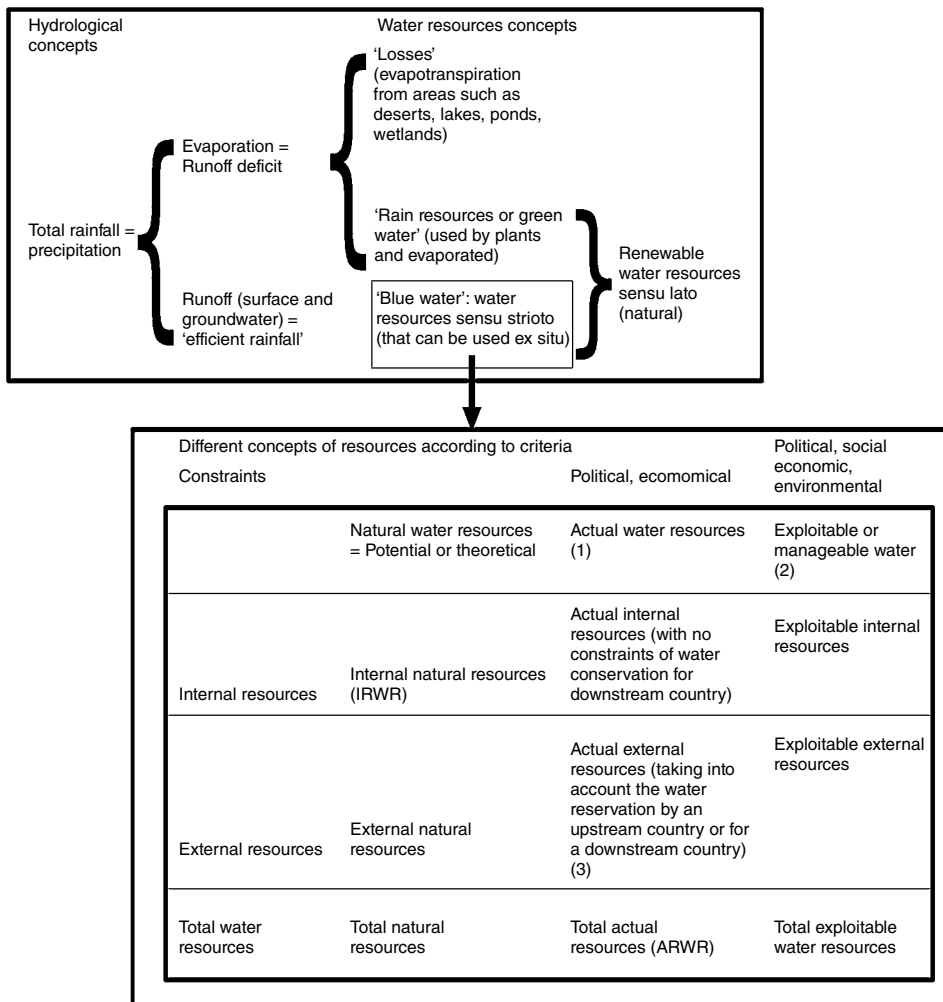 Hydrological
concepts
Water resources concepts
'Losses'
(evapotranspiration
from areas such as
deserts, lakes, ponds,
wetlands)
Evaporation =
Runoff deficit
Total rainfall =
precipitation
'Rain resources or green
water' (used by plants
and evaporated)
Renewable
water resources
sensu lato
(natural)
Runoff (surface and
groundwater) =
'efficient rainfall'
'Blue water': water
resources sensu strioto
(that can be used ex situ)
Different concepts of resources according to criteria
Constraints
Political, ecomomical
Political, social
economic,
environmental
Natural water resources
= Potential or theoretical
Actual water resources
(1)
Exploitable or
manageable water
(2)
Internal resources
Internal natural resources
(IRWR)
Actual internal
resources (with no
constraints of water
conservation for
downstream country)
Exploitable internal
resources
External resources
External natural
resources
Actual external
resources (taking into
account the water
reservation by an
upstream country or for
a downstream country)
(3)
Exploitable external
resources
Total water
resources
Total natural
resources
Total actual
resources (ARWR)
Total exploitable
water resources